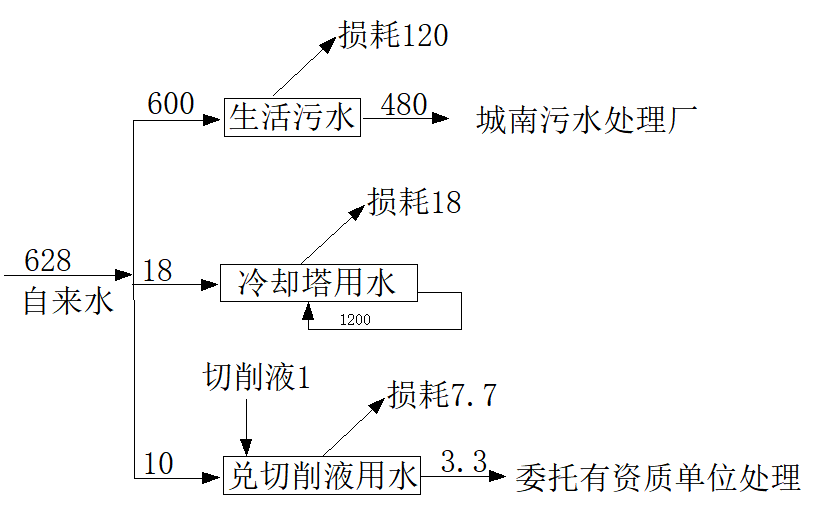 损耗120
600
生活污水
480
城南污水处理厂
损耗18
628
自来水
18
冷却塔用水
1200
切削液1
损耗7.7
10
兑切削液用水
3.3
委托有资质单位处理